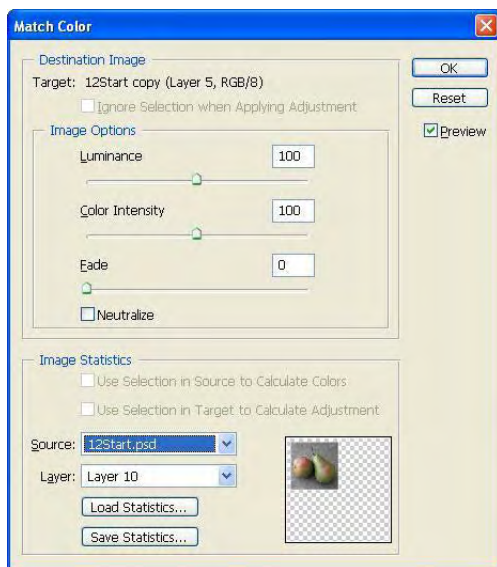 Match Color
Destination Image
OK
Target: 12Start copy (Layer 5, RGB/8)
Reset
Ignore Selection when Applying Adjustment
Preview
Image Options
Luminance 100
Color Intensity 100
Fade 0
Neutralize
Image Statistics
Use Selection in Source to Calculate Colors
Use Selection in Target to Calculate Adjustment
Source: 12Start.psd
Layer: Layer 10
Load Statistics...
Save Statistics...